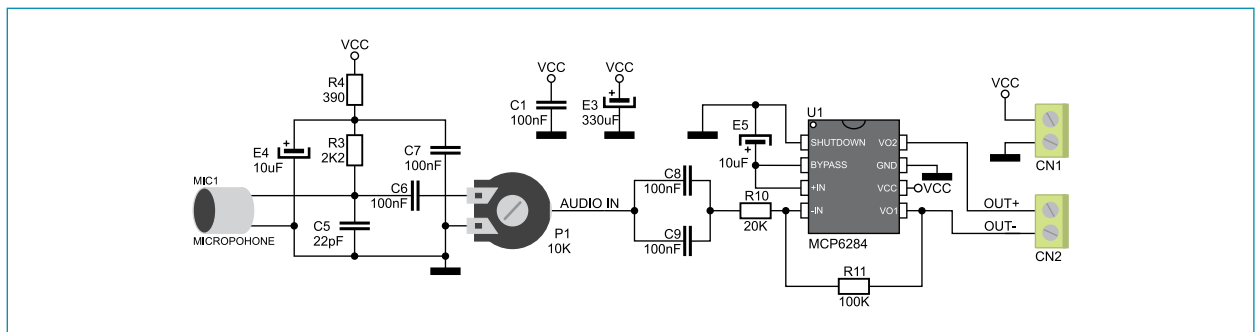 VCC
R4
390
R3
2K2
E4
10uF
+
C7
100nF
MIC1
MICROPOHONE
C5
22pF
C6
100nF
VCC
C1
100nF
VCC
+
E3
330uF
P1
10K
AUDIO IN
C8
100nF
C9
100nF
R10
20K
E5
+
10uF
U1
SHUTDOWN
BYPASS
+IN
-IN
VO2
GND
VCC
VO1
MCP6284
VCC
R11
100K
VCC
CN1
OUT+
OUT-
CN2